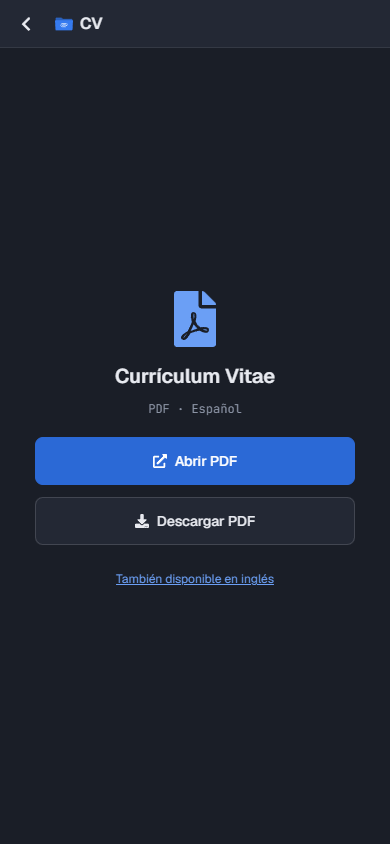 CV
Currículum Vitae
PDF · Español
Abrir PDF
Descargar PDF
También disponible en inglés